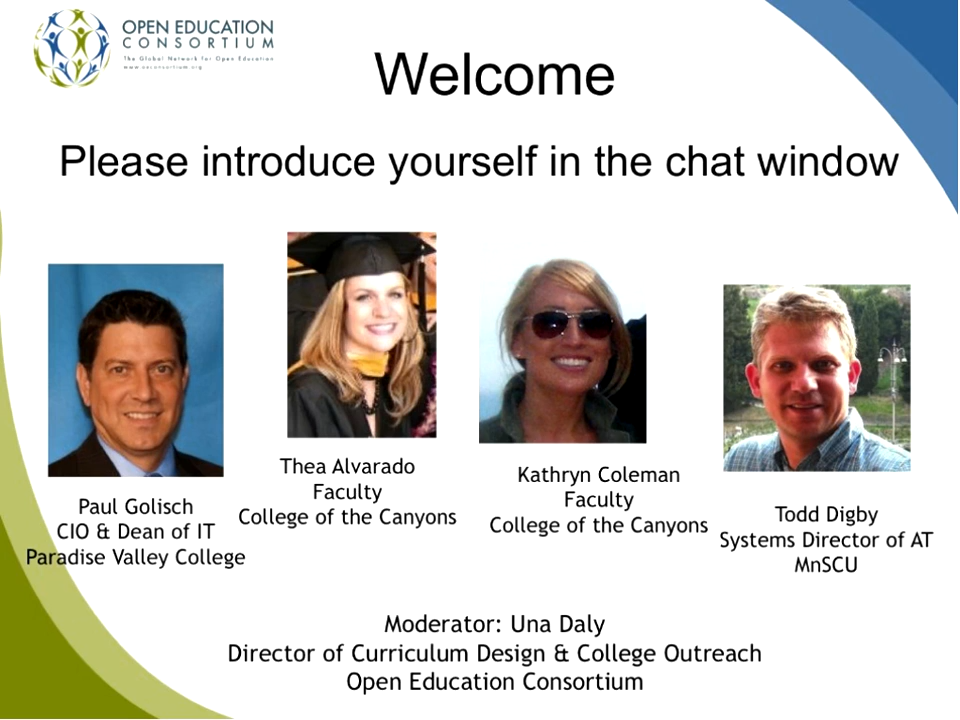 OPEN EDUCATION
CONSORTIUM
The Global Network for Open Education
www.oeconsortium.org
Welcome
Please introduce yourself in the chat window
Paul Golisch
CIO & Dean of IT
Paradise Valley College
Thea Alvarado
Faculty
College of the Canyons
Kathryn Coleman
Faculty
College of the Canyons
Todd Digby
Systems Director of AT
MnSCU
Moderator: Una Daly
Director of Curriculum Design & College Outreach
Open Education Consortium